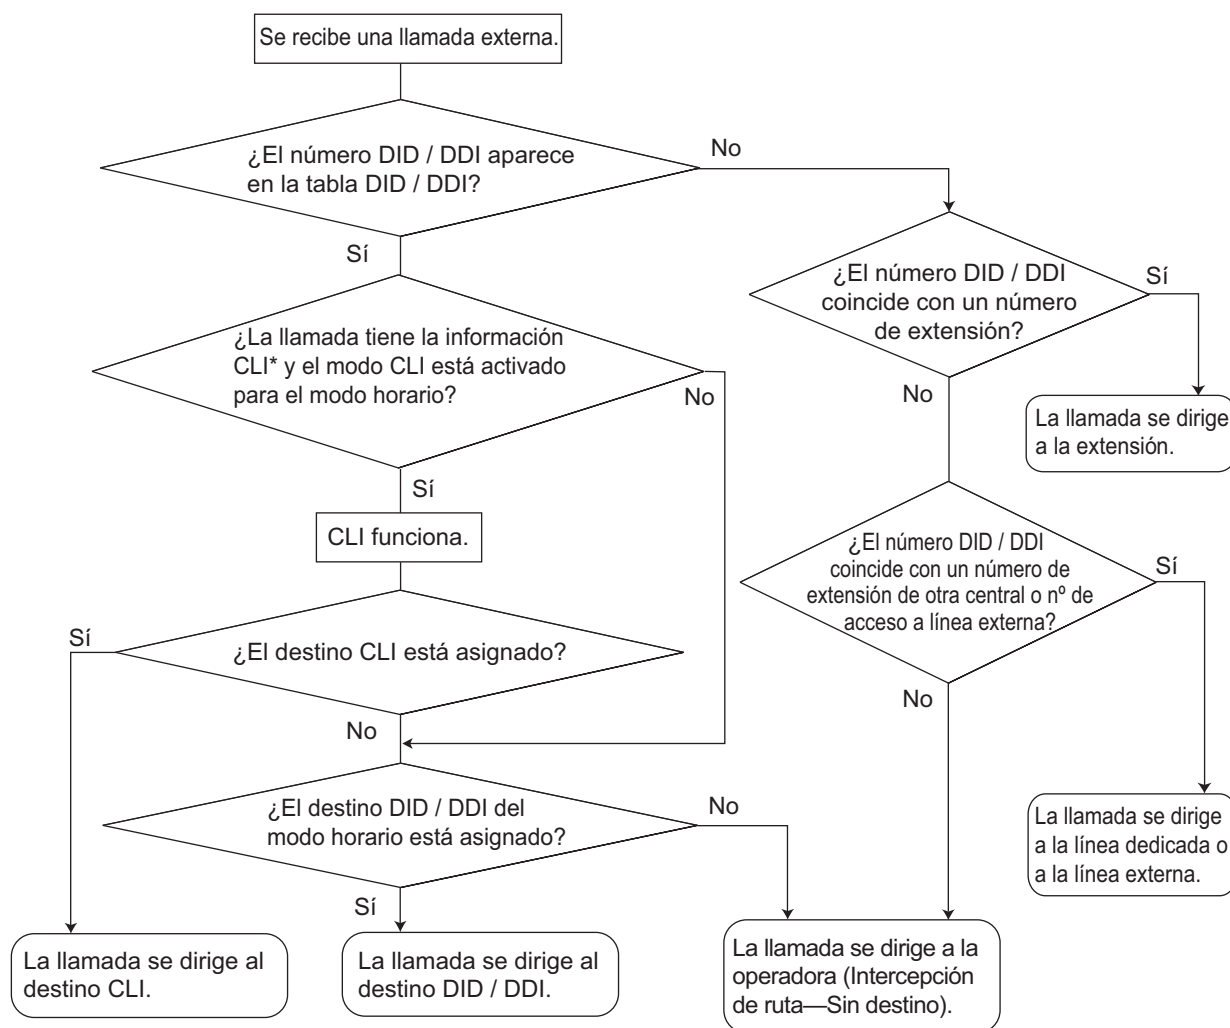 Se recibe una llamada externa.
¿El número DID / DDI aparece
en la tabla DID / DDI?
No
Sí
¿El número DID / DDI
coincide con un número
de extensión?
Sí
¿La llamada tiene la información
CLI* y el modo CLI está activado
para el modo horario?
No
No
La llamada se dirige
a la extensión.
Sí
CLI funciona.
¿El número DID / DDI
coincide con un número de
extensión de otra central o nº de
acceso a línea externa?
Sí
Sí
¿El destino CLI está asignado?
No
No
¿El destino DID / DDI del
modo horario está asignado?
No
La llamada se dirige
a la línea dedicada o
a la línea externa.
Sí
La llamada se dirige al
destino CLI.
La llamada se dirige al
destino DID / DDI.
La llamada se dirige a la
operadora (Intercepción
de ruta—Sin destino).